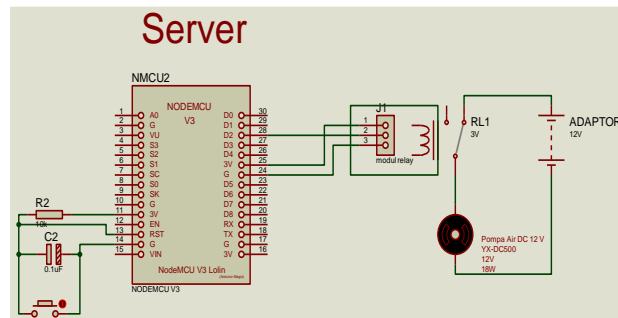 Server
NMCU2
NODEMCU
V3
1 A0 D0 30
2 G D1 29
3 VU D2 28
4 S3 D3 27
5 S2 D4 26
6 S1 3V 25
7 SC G 24
8 S0 D5 23
9 SK D6 22
10 G D7 21
11 3V D8 20
12 EN RX 19
13 RST TX 18
14 G G 17
15 VIN 3V 16
NodeMCU V3 Lolin
NODEMCU V3
R2
10k
C2
0.1uF
J1
1
2
3
modul relay
RL1
3V
ADAPTOR
12V
Pompa Air DC 12 V
YX-DC500
12V
18W